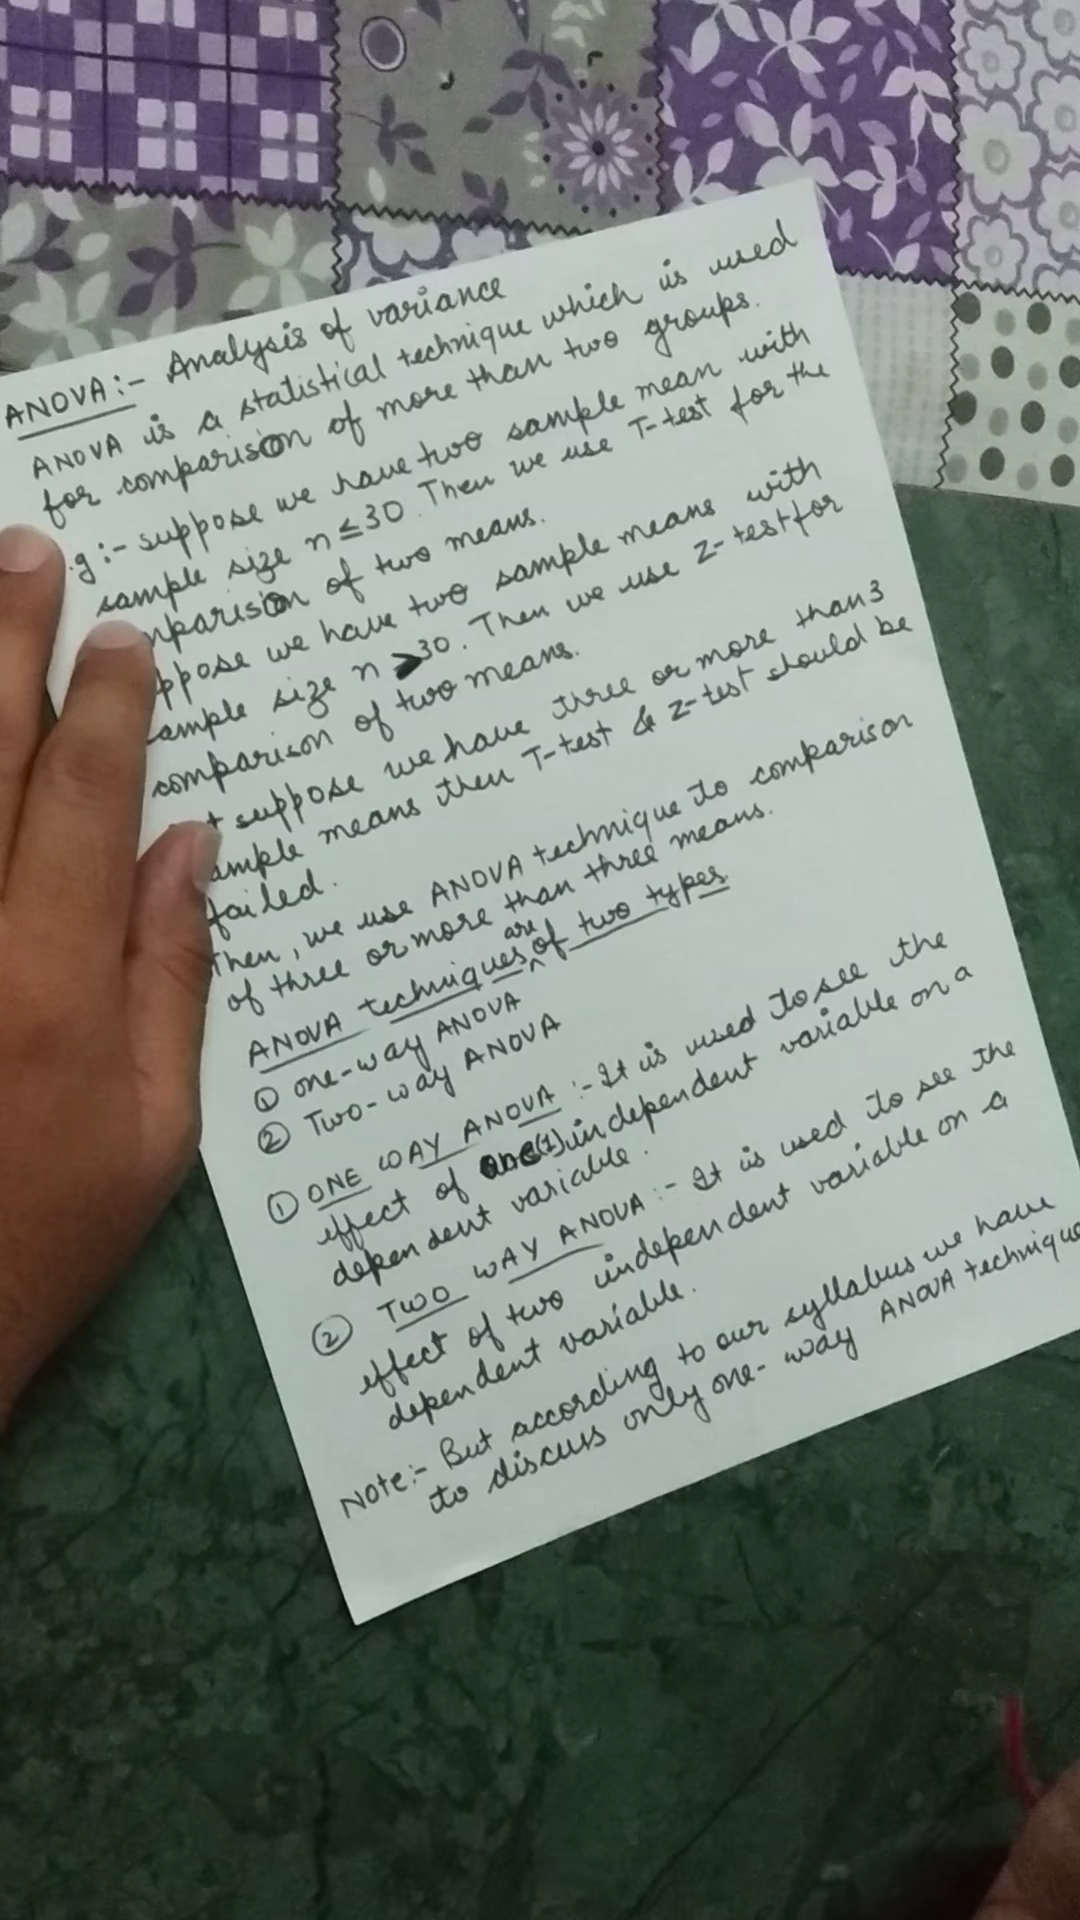 ANOVA:- Analysis of variance
ANOVA is a statistical technique which is used
for comparision of more than two groups.
.g:- suppose we have two sample mean with
sample size n ≤ 30. Then we use T-test for the
mparision of two means.
ppose we have two sample means with
ample size n > 30. Then we use Z-test for
comparison of two means.
t suppose we have three or more than 3
ample means then T-test & Z-test should be
failed.
Then, we use ANOVA technique to comparison
of three or more than three means.
ANOVA techniques are of two types
① one-way ANOVA
② Two-way ANOVA
① ONE WAY ANOVA:- It is used to see the
effect of one(1) independent variable on a
dependent variable.
② TWO WAY ANOVA:- It is used to see the
effect of two independent variable on a
dependent variable.
Note:- But according to our syllabus we have
to discuss only one-way ANOVA technique